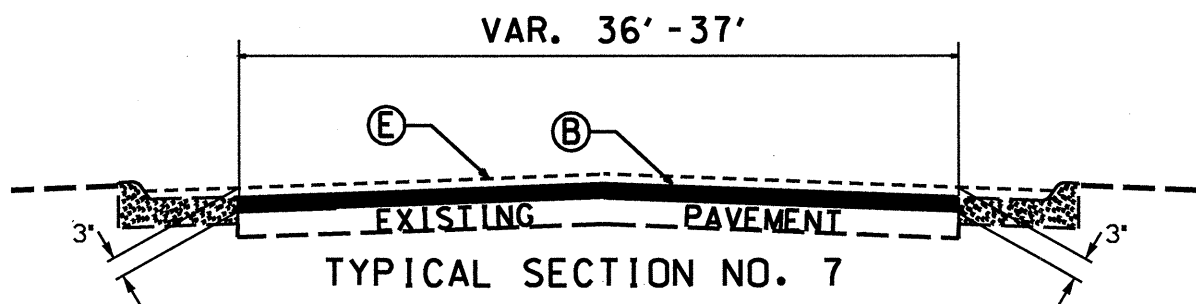 VAR. 36'-37'
E
B
EXISTING PAVEMENT
3"
3"
TYPICAL SECTION NO. 7